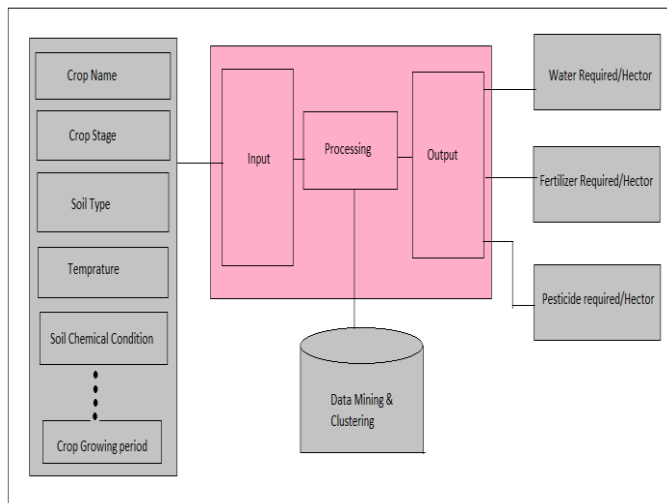 Crop Name
Crop Stage
Soil Type
Temprature
Soil Chemical Condition
Crop Growing period
Input
Processing
Output
Data Mining &
Clustering
Water Required/Hector
Fertilizer Required/Hector
Pesticide required/Hector